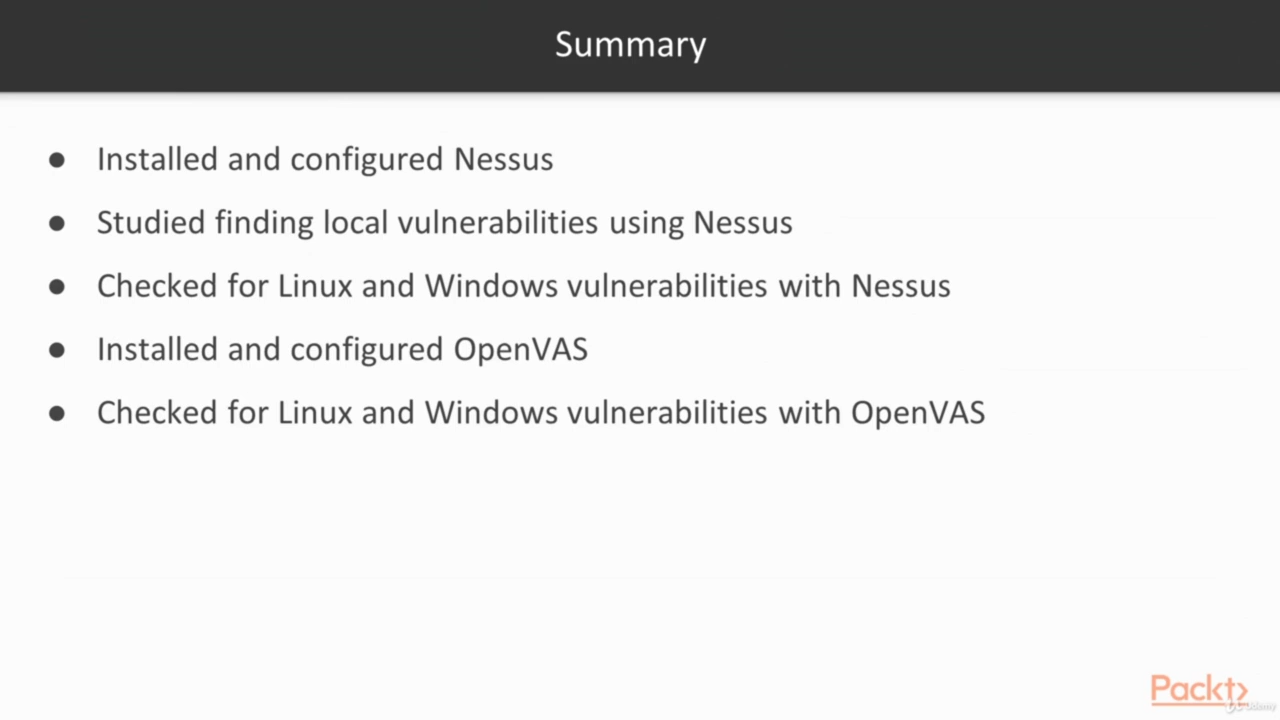 Summary
● Installed and configured Nessus
● Studied finding local vulnerabilities using Nessus
● Checked for Linux and Windows vulnerabilities with Nessus
● Installed and configured OpenVAS
● Checked for Linux and Windows vulnerabilities with OpenVAS
Packt>
Udemy